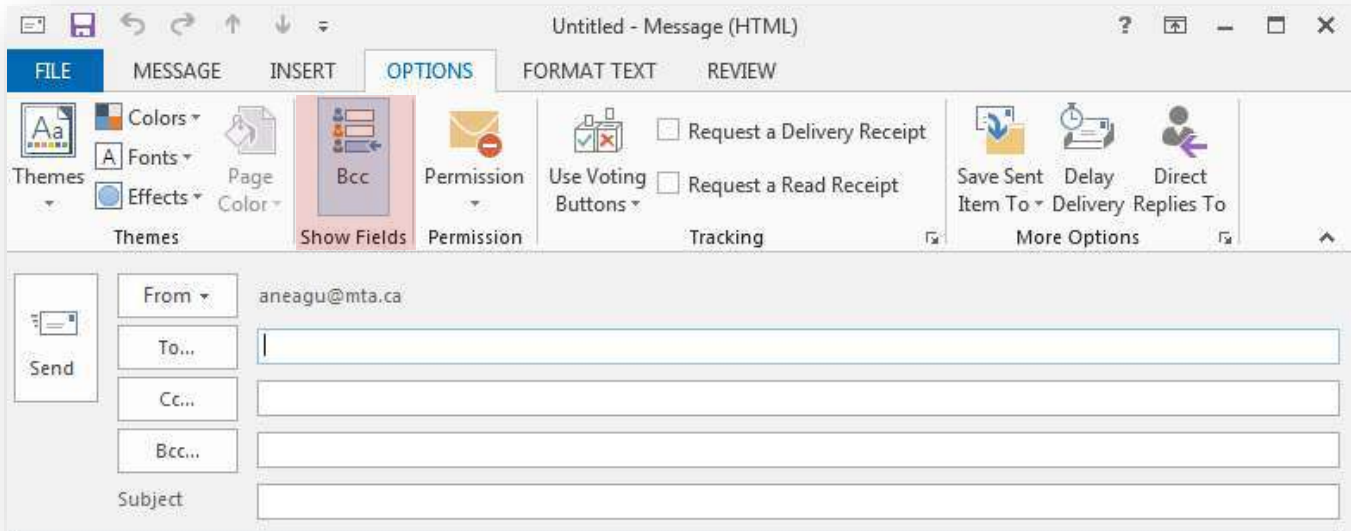 Untitled - Message (HTML)
?
FILE MESSAGE INSERT OPTIONS FORMAT TEXT REVIEW
Aa
Themes
Colors
A Fonts
Effects
Page
Color
Themes
Bcc
Show Fields
Permission
Permission
Use Voting
Buttons
Request a Delivery Receipt
Request a Read Receipt
Tracking
Save Sent
Item To
Delay
Delivery
Direct
Replies To
More Options
Send
From aneagu@mta.ca
To...
Cc...
Bcc...
Subject